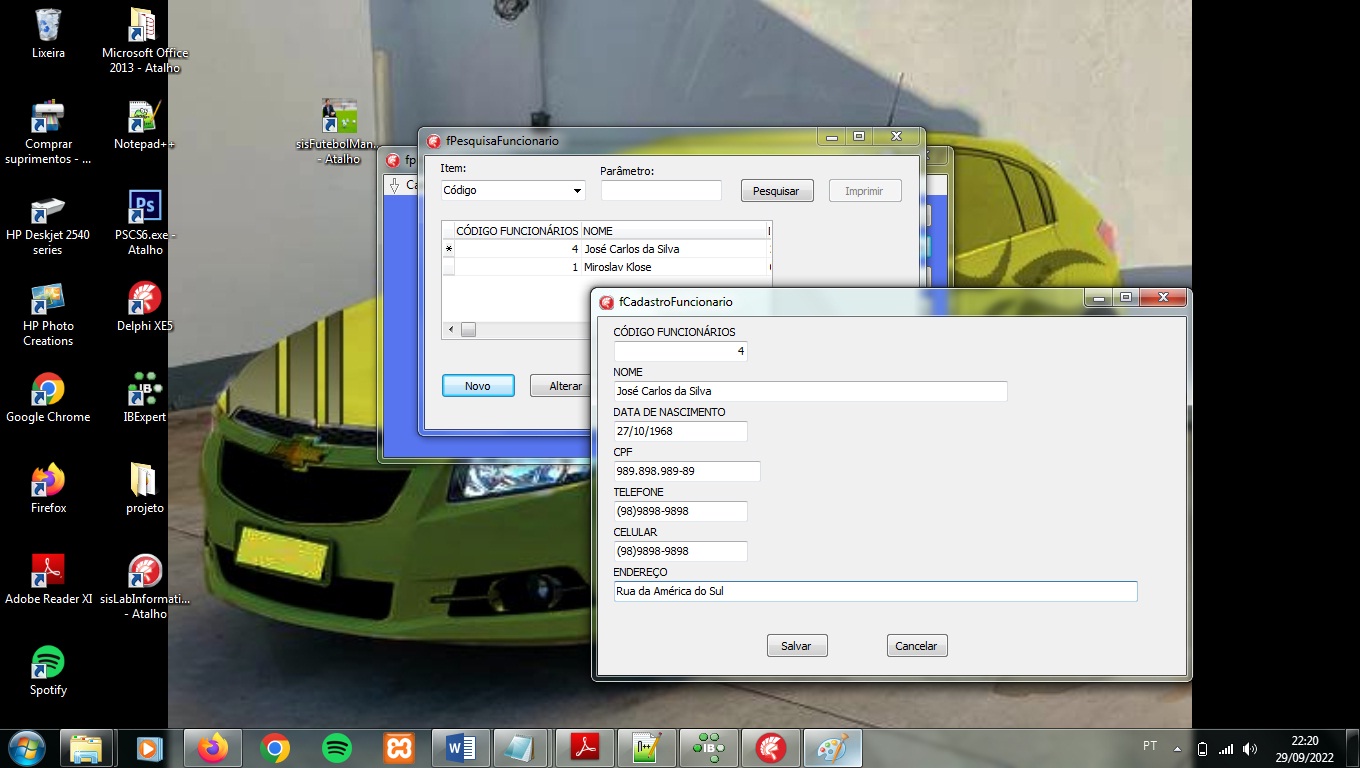 Lixeira
Microsoft Office
2013 - Atalho
Comprar
suprimentos - ...
Notepad++
sisFutebolMan...
- Atalho
HP Deskjet 2540
series
PSCS6.exe -
Atalho
HP Photo
Creations
Delphi XE5
Google Chrome
IBExpert
Firefox
projeto
Adobe Reader XI
sisLabInformati...
- Atalho
Spotify
fPesquisaFuncionario
Item:
Parâmetro:
Código
Pesquisar
Imprimir
CÓDIGO FUNCIONÁRIOS NOME
* 4 José Carlos da Silva
1 Miroslav Klose
Novo
Alterar
fCadastroFuncionario
CÓDIGO FUNCIONÁRIOS
4
NOME
José Carlos da Silva
DATA DE NASCIMENTO
27/10/1968
CPF
989.898.989-89
TELEFONE
(98)9898-9898
CELULAR
(98)9898-9898
ENDEREÇO
Rua da América do Sul
Salvar
Cancelar
PT
22:20
29/09/2022